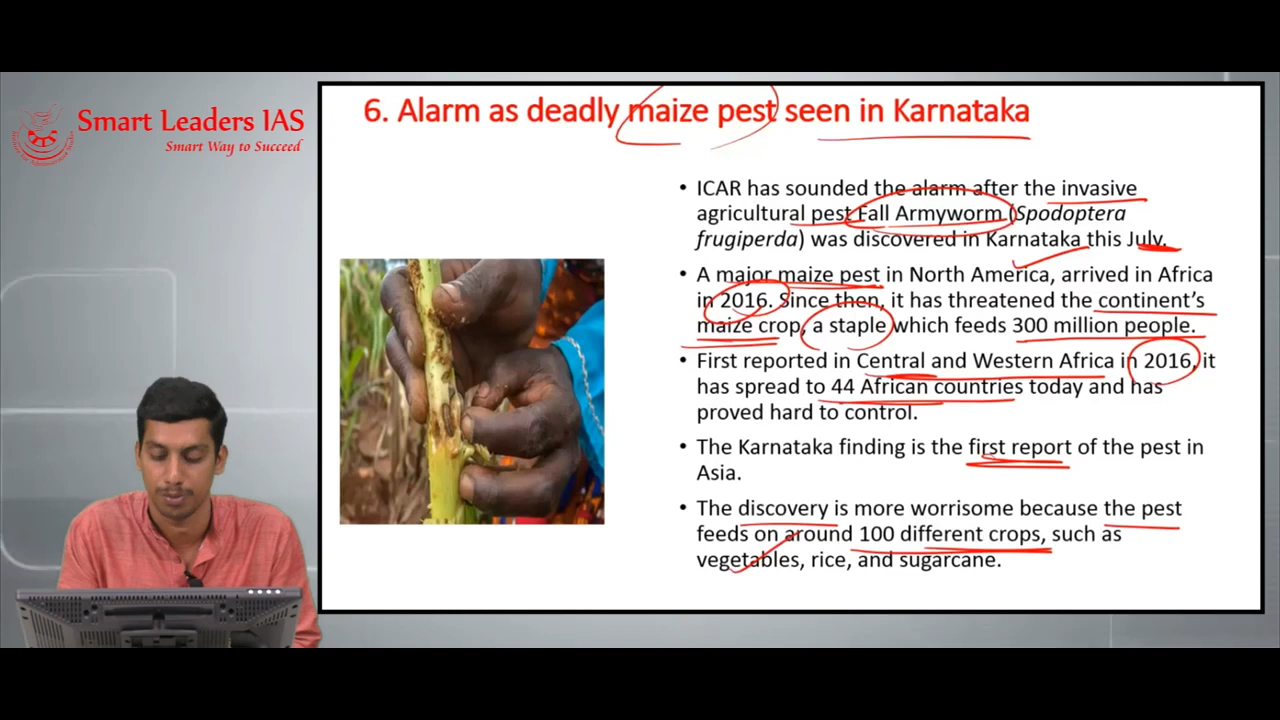 Smart Leaders IAS
Smart Way to Succeed
6. Alarm as deadly maize pest seen in Karnataka
• ICAR has sounded the alarm after the invasive
agricultural pest Fall Armyworm (Spodoptera
frugiperda) was discovered in Karnataka this July.
• A major maize pest in North America, arrived in Africa
in 2016. Since then, it has threatened the continent's
maize crop, a staple which feeds 300 million people.
• First reported in Central and Western Africa in 2016, it
has spread to 44 African countries today and has
proved hard to control.
• The Karnataka finding is the first report of the pest in
Asia.
• The discovery is more worrisome because the pest
feeds on around 100 different crops, such as
vegetables, rice, and sugarcane.